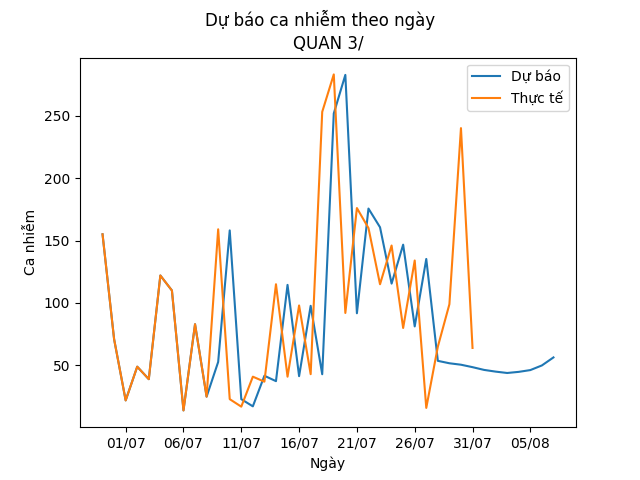 Dự báo ca nhiễm theo ngày
QUAN 3/
Dự báo
Thực tế
Ca nhiễm
250
200
150
100
50
01/07 06/07 11/07 16/07 21/07 26/07 31/07 05/08
Ngày